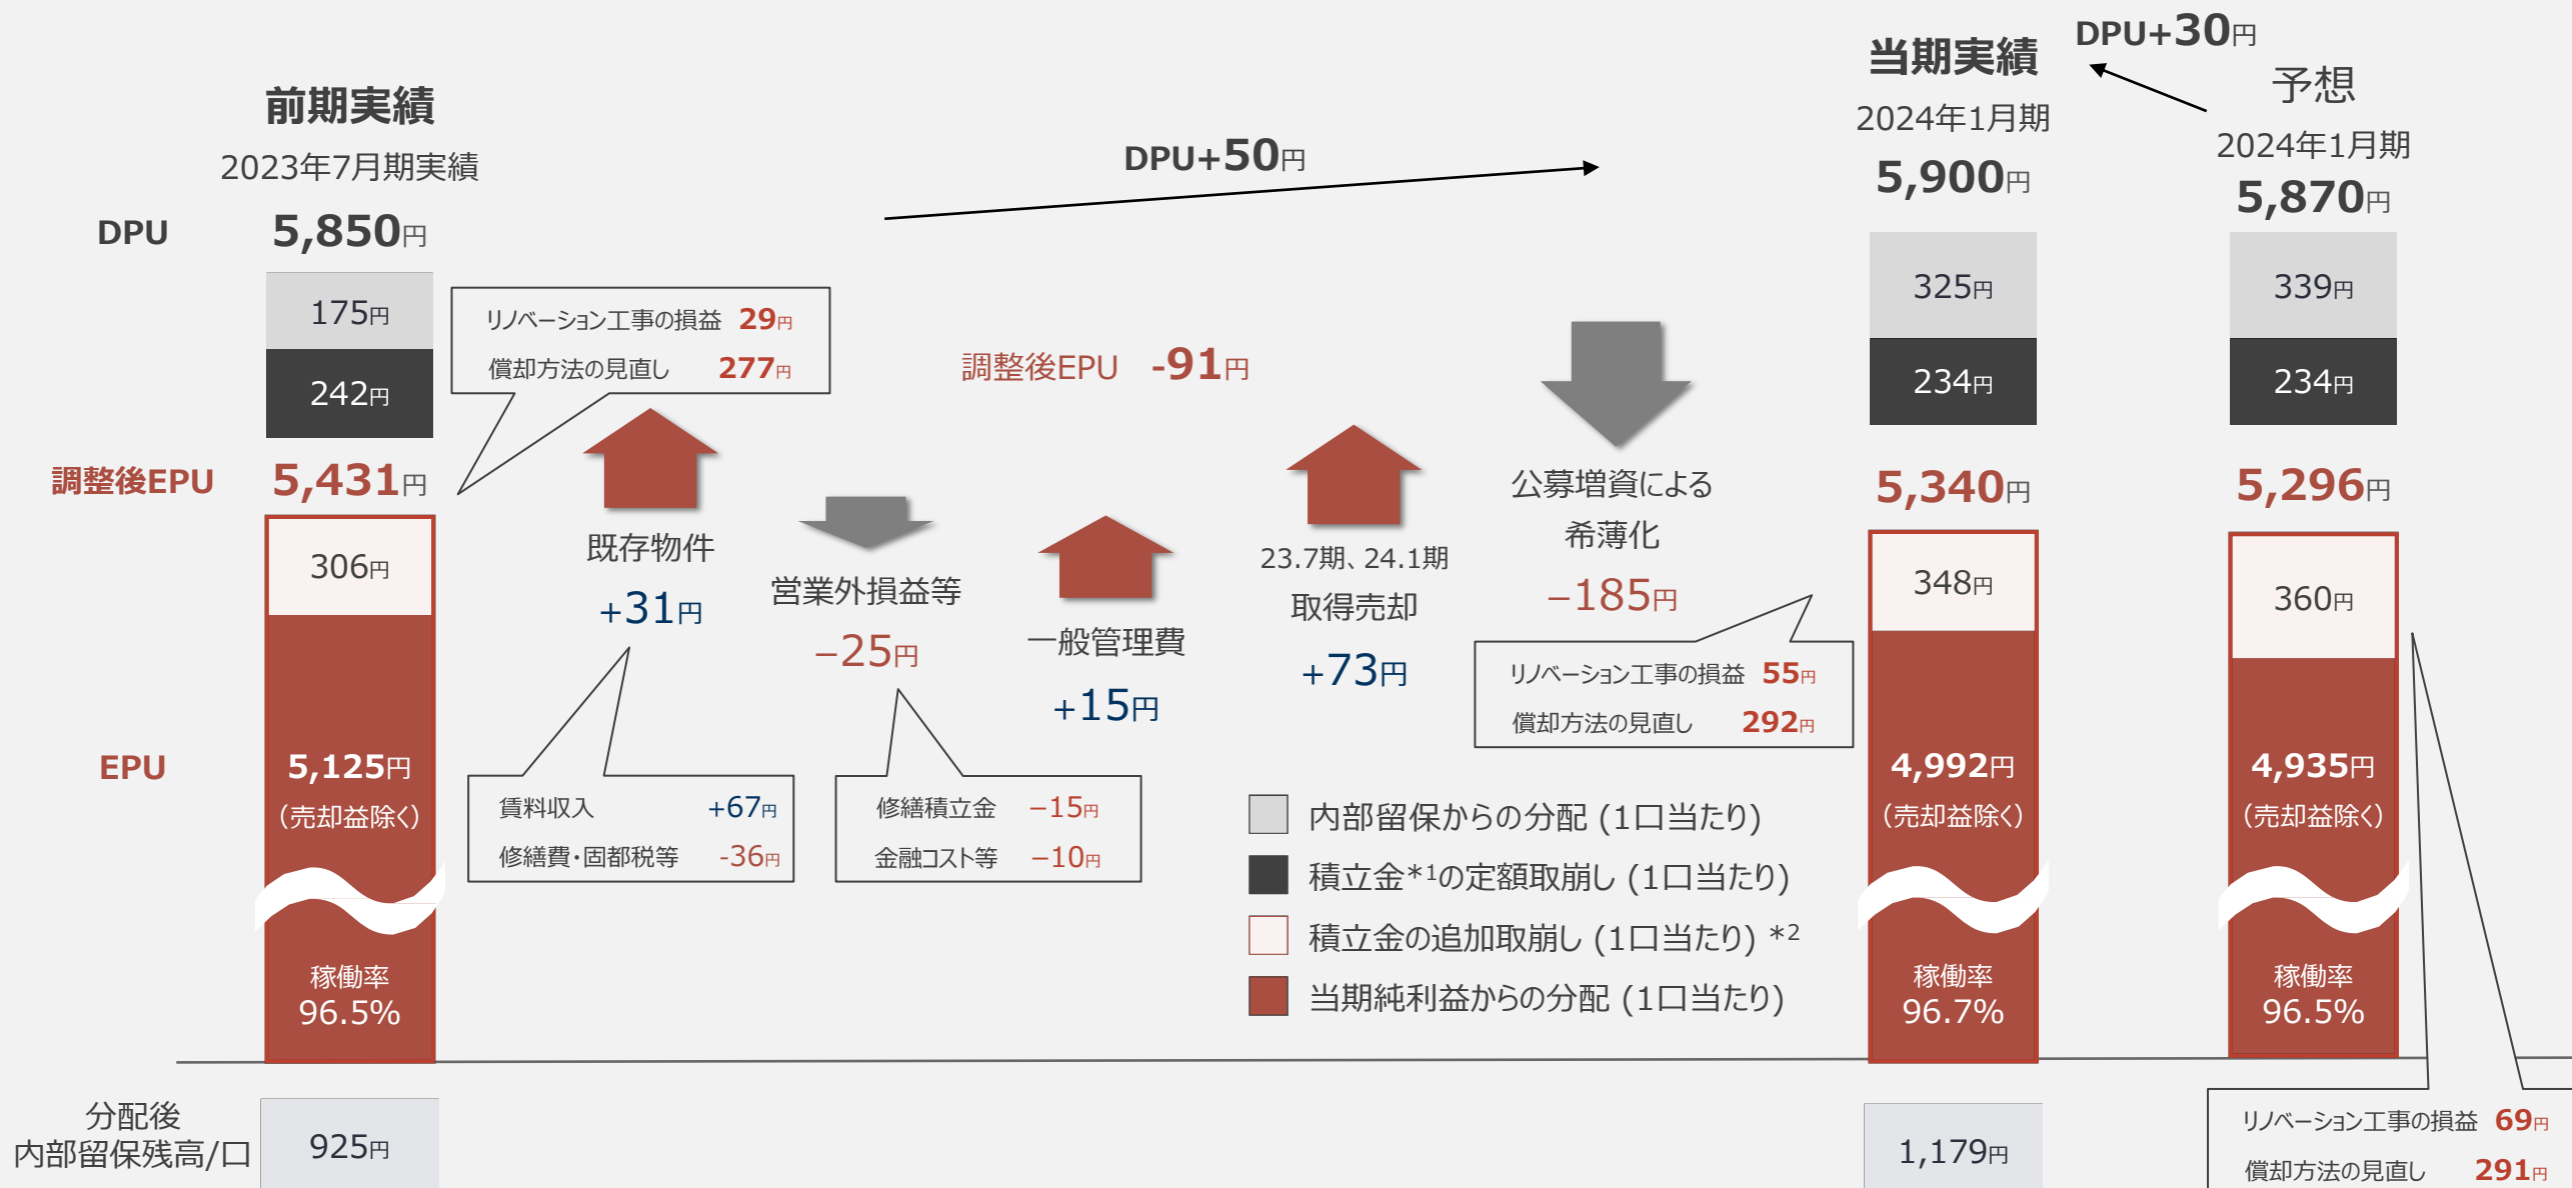 前期実績
2023年7月期実績
DPU
5,850円
175円
242円
調整後EPU
5,431円
306円
EPU
5,125円
(売却益除く)
稼働率
96.5%
分配後
内部留保残高/口
925円
リノベーション工事の損益 29円
償却方法の見直し 277円
DPU+50円
調整後EPU -91円
既存物件
+31円
賃料収入 +67円
修繕費・固都税等 -36円
営業外損益等
−25円
修繕積立金 −15円
金融コスト等 −10円
一般管理費
+15円
23.7期、24.1期
取得売却
+73円
公募増資による
希薄化
−185円
リノベーション工事の損益 55円
償却方法の見直し 292円
内部留保からの分配 (1口当たり)
積立金*1の定額取崩し (1口当たり)
積立金の追加取崩し (1口当たり) *2
当期純利益からの分配 (1口当たり)
当期実績
2024年1月期
5,900円
325円
234円
5,340円
348円
4,992円
(売却益除く)
稼働率
96.7%
1,179円
DPU+30円
予想
2024年1月期
5,870円
339円
234円
5,296円
360円
4,935円
(売却益除く)
稼働率
96.5%
リノベーション工事の損益 69円
償却方法の見直し 291円